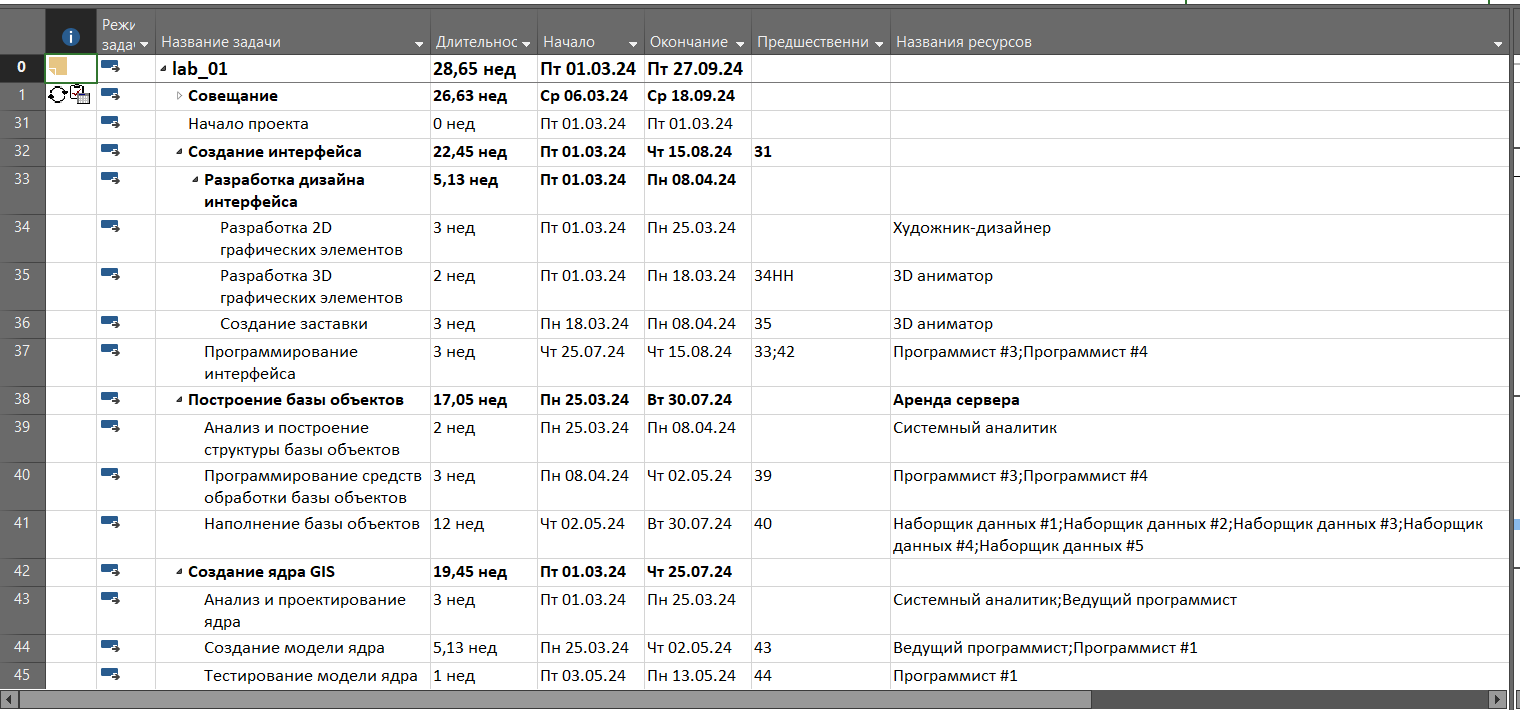 Режи
зада Название задачи Длительнос Начало Окончание Предшественни Названия ресурсов
0 lab_01 28,65 нед Пт 01.03.24 Пт 27.09.24
1 Совещание 26,63 нед Ср 06.03.24 Ср 18.09.24
31 Начало проекта 0 нед Пт 01.03.24 Пт 01.03.24
32 Создание интерфейса 22,45 нед Пт 01.03.24 Чт 15.08.24 31
33 Разработка дизайна 5,13 нед Пт 01.03.24 Пн 08.04.24
интерфейса
34 Разработка 2D 3 нед Пт 01.03.24 Пн 25.03.24 Художник-дизайнер
графических элементов
35 Разработка 3D 2 нед Пт 01.03.24 Пн 18.03.24 34НН 3D аниматор
графических элементов
36 Создание заставки 3 нед Пн 18.03.24 Пн 08.04.24 35 3D аниматор
37 Программирование 3 нед Чт 25.07.24 Чт 15.08.24 33;42 Программист #3;Программист #4
интерфейса
38 Построение базы объектов 17,05 нед Пн 25.03.24 Вт 30.07.24 Аренда сервера
39 Анализ и построение 2 нед Пн 25.03.24 Пн 08.04.24 Системный аналитик
структуры базы объектов
40 Программирование средств 3 нед Пн 08.04.24 Чт 02.05.24 39 Программист #3;Программист #4
обработки базы объектов
41 Наполнение базы объектов 12 нед Чт 02.05.24 Вт 30.07.24 40 Наборщик данных #1;Наборщик данных #2;Наборщик данных #3;Наборщик
данных #4;Наборщик данных #5
42 Создание ядра GIS 19,45 нед Пт 01.03.24 Чт 25.07.24
43 Анализ и проектирование 3 нед Пт 01.03.24 Пн 25.03.24 Системный аналитик;Ведущий программист
ядра
44 Создание модели ядра 5,13 нед Пн 25.03.24 Чт 02.05.24 43 Ведущий программист;Программист #1
45 Тестирование модели ядра 1 нед Пт 03.05.24 Пн 13.05.24 44 Программист #1